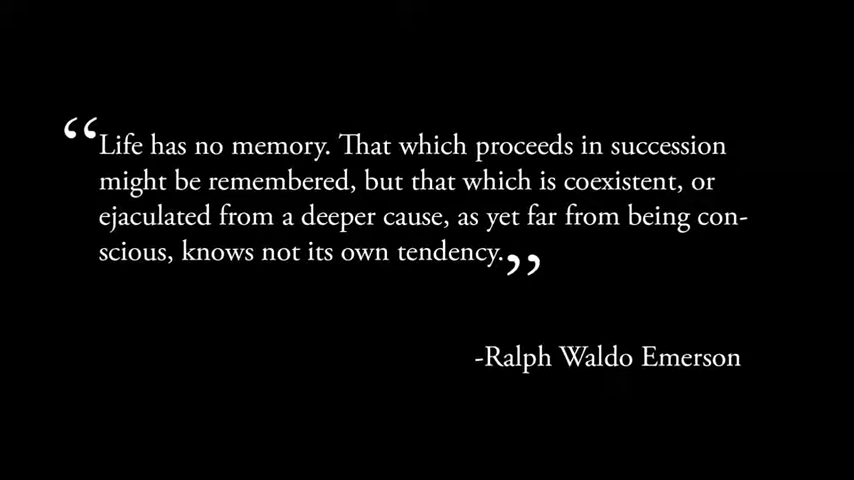 “Life has no memory. That which proceeds in succession
might be remembered, but that which is coexistent, or
ejaculated from a deeper cause, as yet far from being con-
scious, knows not its own tendency.”
-Ralph Waldo Emerson